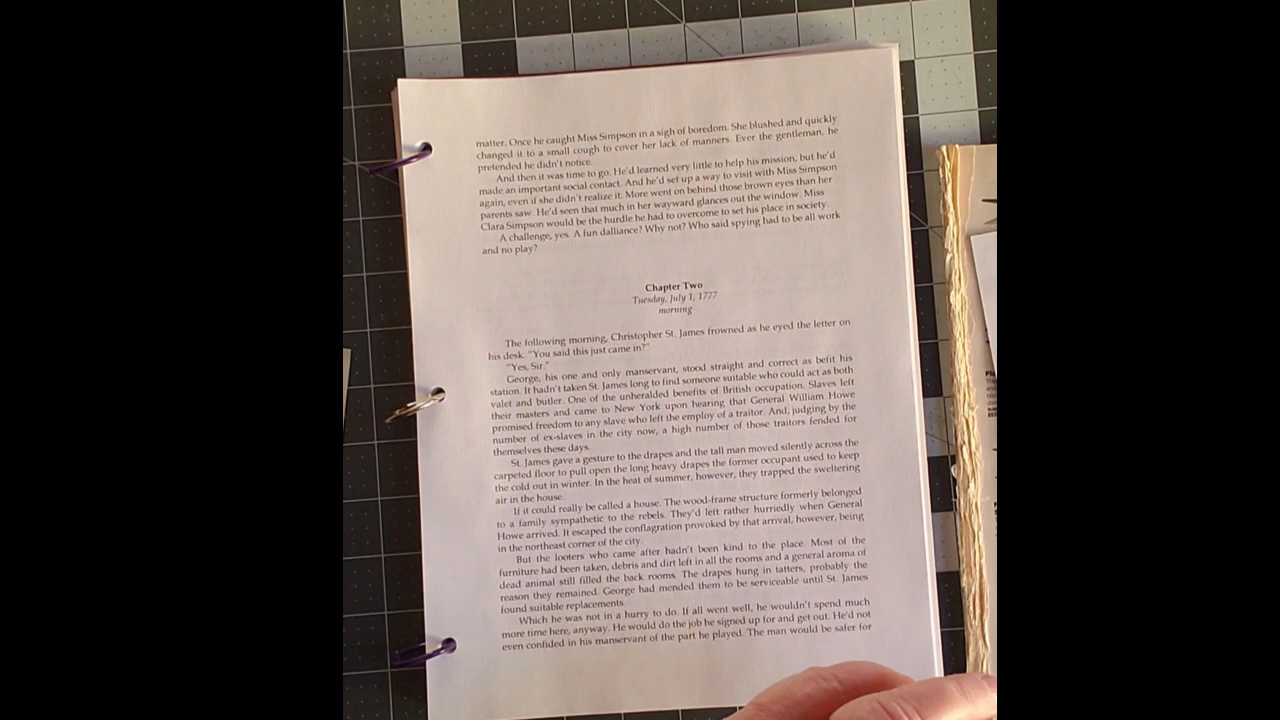 matter. Once he caught Miss Simpson in a sigh of boredom. She blushed and quickly
changed it to a small cough to cover her lack of manners. Ever the gentleman, he
pretended he didn't notice.
And then it was time to go. He'd learned very little to help his mission, but he'd
made an important social contact. And he'd set up a way to visit with Miss Simpson
again, even if she didn't realize it. More went on behind those brown eyes than her
parents saw. He'd seen that much in her wayward glances out the window. Miss
Clara Simpson would be the hurdle he had to overcome to set his place in society.
A challenge, yes. A fun dalliance? Why not? Who said spying had to be all work
and no play?
Chapter Two
Tuesday, July 1, 1777
morning
The following morning, Christopher St. James frowned as he eyed the letter on
his desk. "You said this just came in?"
"Yes, Sir."
George, his one and only manservant, stood straight and correct as befit his
station. It hadn't taken St. James long to find someone suitable who could act as both
valet and butler. One of the unheralded benefits of British occupation. Slaves left
their masters and came to New York upon hearing that General William Howe
promised freedom to any slave who left the employ of a traitor. And, judging by the
number of ex-slaves in the city now, a high number of those traitors fended for
themselves these days.
St. James gave a gesture to the drapes and the tall man moved silently across the
carpeted floor to pull open the long heavy drapes the former occupant used to keep
the cold out in winter. In the heat of summer, however, they trapped the sweltering
air in the house.
If it could really be called a house. The wood-frame structure formerly belonged
to a family sympathetic to the rebels. They'd left rather hurriedly when General
Howe arrived. It escaped the conflagration provoked by that arrival, however, being
in the northeast corner of the city.
But the looters who came after hadn't been kind to the place. Most of the
furniture had been taken, debris and dirt left in all the rooms and a general aroma of
dead animal still filled the back rooms. The drapes hung in tatters, probably the
reason they remained. George had mended them to be serviceable until St. James
found suitable replacements.
Which he was not in a hurry to do. If all went well, he wouldn't spend much
more time here, anyway. He would do the job he signed up for and get out. He'd not
even confided in his manservant of the part he played. The man would be safer for